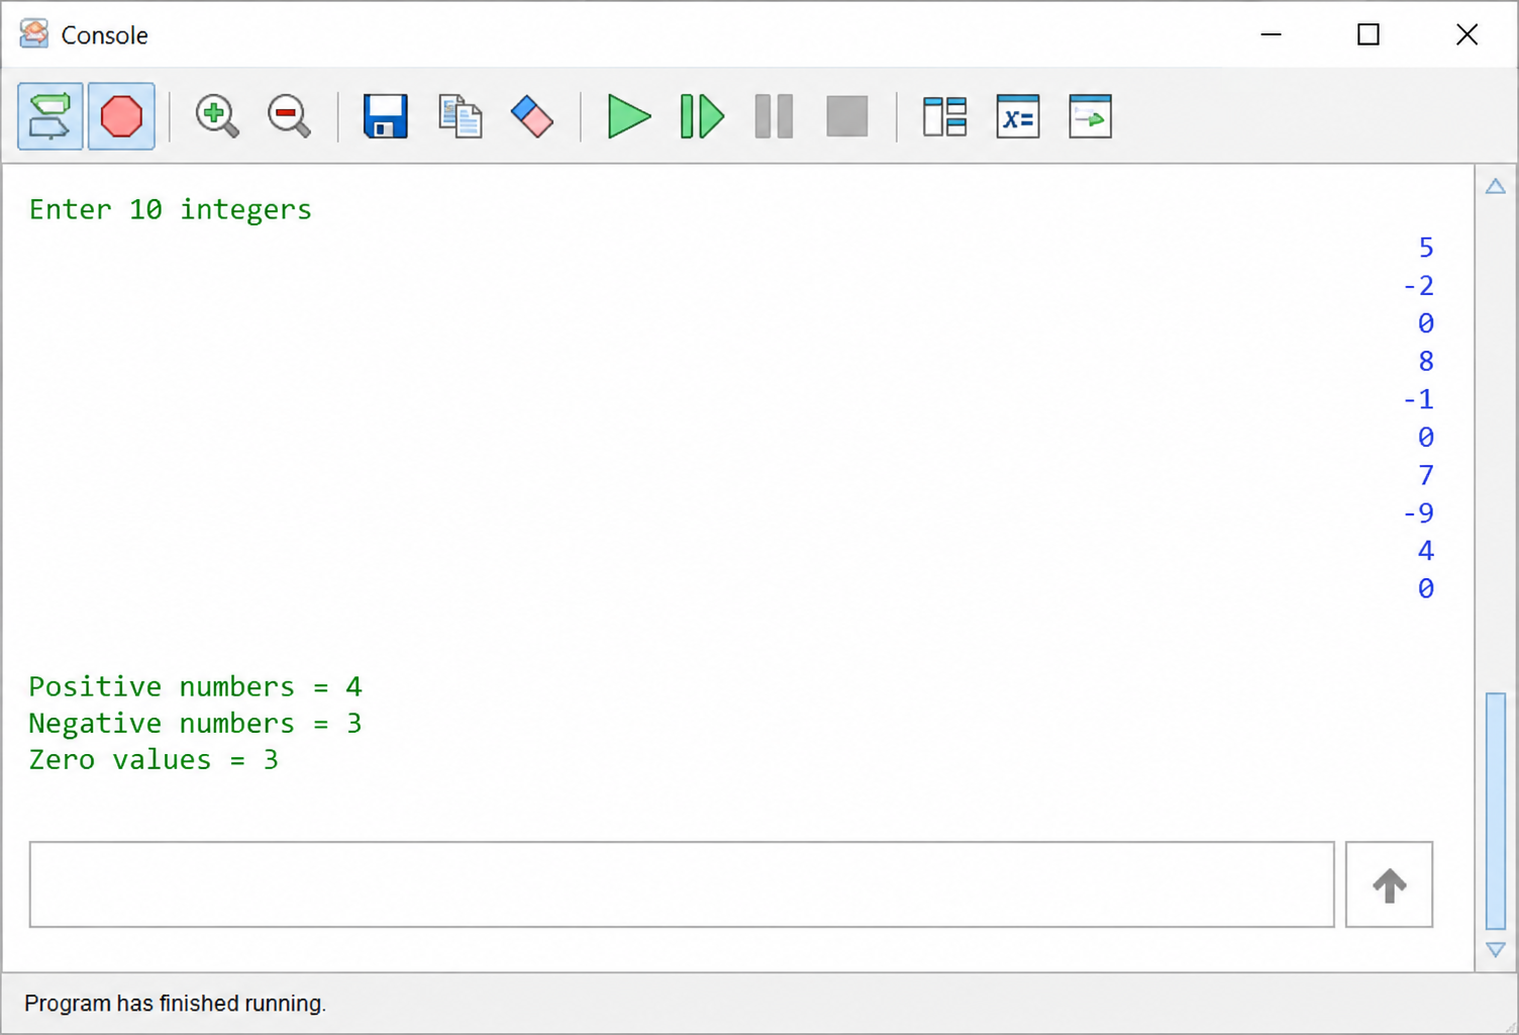 Console
x=
Enter 10 integers
5
-2
0
8
-1
0
7
-9
4
0
Positive numbers = 4
Negative numbers = 3
Zero values = 3
Program has finished running.